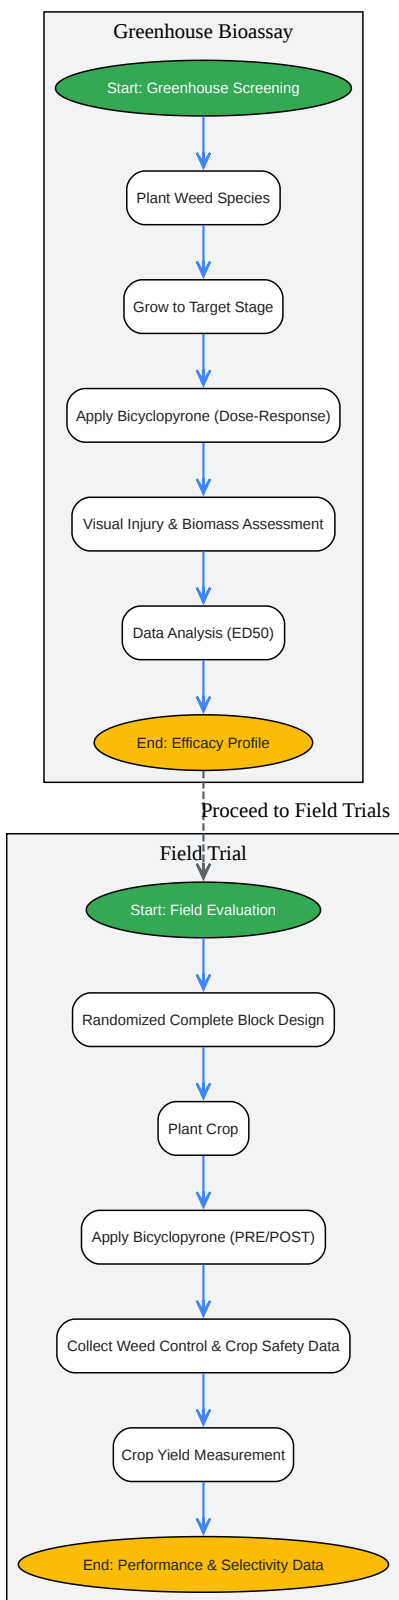 Greenhouse Bioassay
Start: Greenhouse Screening
Plant Weed Species
Grow to Target Stage
Apply Bicyclopyrone (Dose-Response)
Visual Injury & Biomass Assessment
Data Analysis (ED50)
End: Efficacy Profile
Proceed to Field Trials
Field Trial
Start: Field Evaluation
Randomized Complete Block Design
Plant Crop
Apply Bicyclopyrone (PRE/POST)
Collect Weed Control & Crop Safety Data
Crop Yield Measurement
End: Performance & Selectivity Data